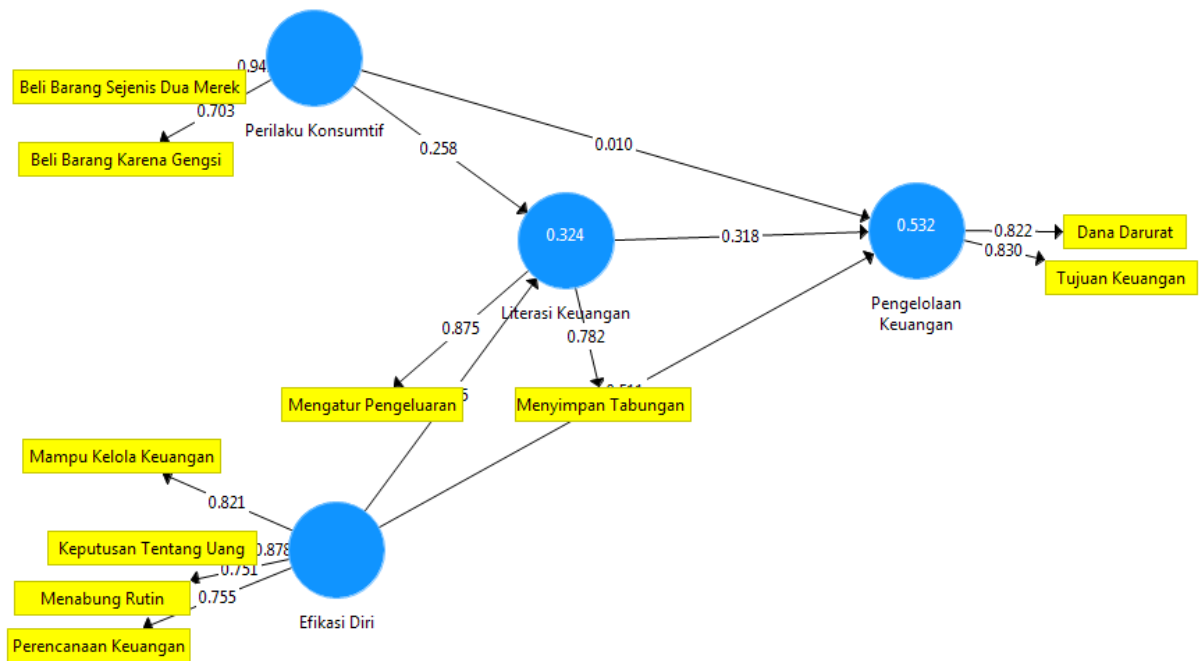 0.94
Beli Barang Sejenis Dua Merek
0.703
Perilaku Konsumtif
Beli Barang Karena Gengsi
0.258
0.010
0.324
0.318
0.532
0.822
Dana Darurat
0.830
Tujuan Keuangan
Literasi Keuangan
Pengelolaan
Keuangan
0.875
0.782
Mengatur Pengeluaran
Menyimpan Tabungan
Mampu Kelola Keuangan
0.821
Keputusan Tentang Uang
0.878
0.751
Menabung Rutin
0.755
Efikasi Diri
Perencanaan Keuangan